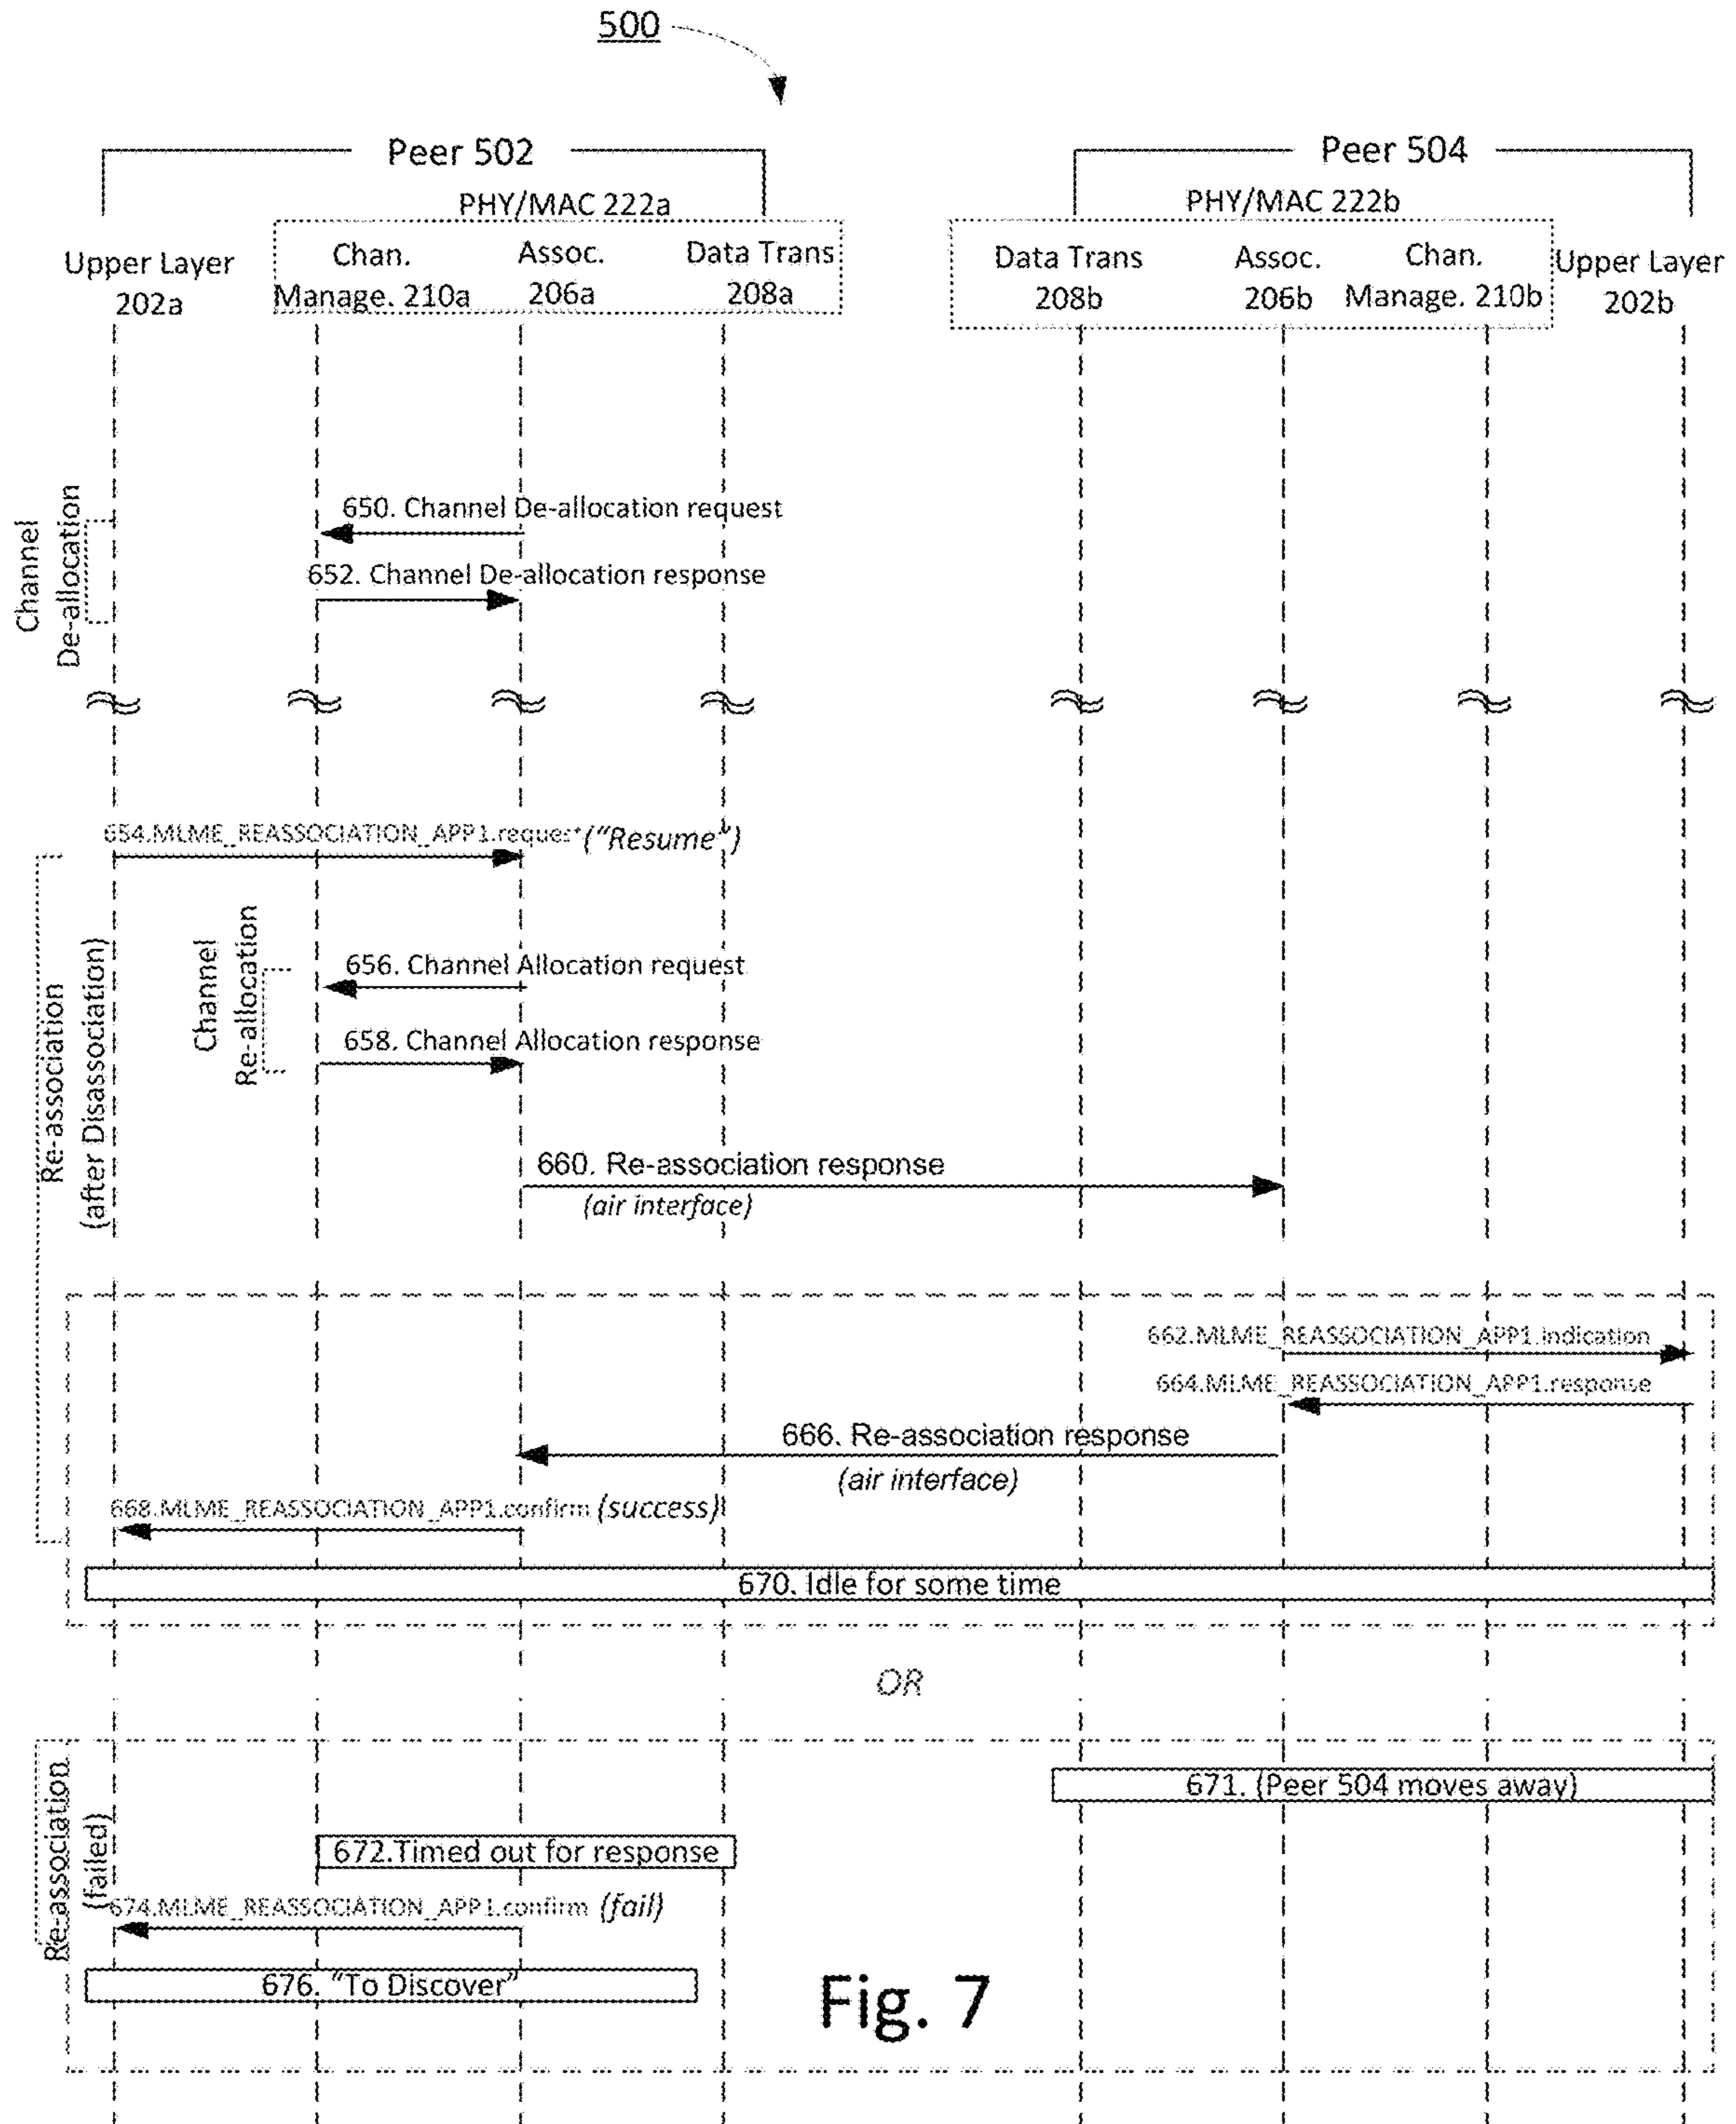 500
Peer 502
Peer 504
PHY/MAC 222a
PHY/MAC 222b
Upper Layer
202a
Chan.
Manage. 210a
Assoc.
206a
Data Trans
208a
Data Trans
208b
Assoc.
206b
Chan.
Manage. 210b
Upper Layer
202b
Channel
De-allocation
650. Channel De-allocation request
652. Channel De-allocation response
654.MLME_REASSOCIATION_APP1.request ("Resume")
Re-association
(after Disassociation)
Channel
Re-allocation
656. Channel Allocation request
658. Channel Allocation response
660. Re-association response
(air interface)
662.MLME_REASSOCIATION_APP1.indication
664.MLME_REASSOCIATION_APP1.response
666. Re-association response
(air interface)
668.MLME_REASSOCIATION_APP1.confirm (success)
670. Idle for some time
OR
Re-association
(failed)
671. (Peer 504 moves away)
672.Timed out for response
674.MLME_REASSOCIATION_APP1.confirm (fail)
676. "To Discover"
Fig. 7